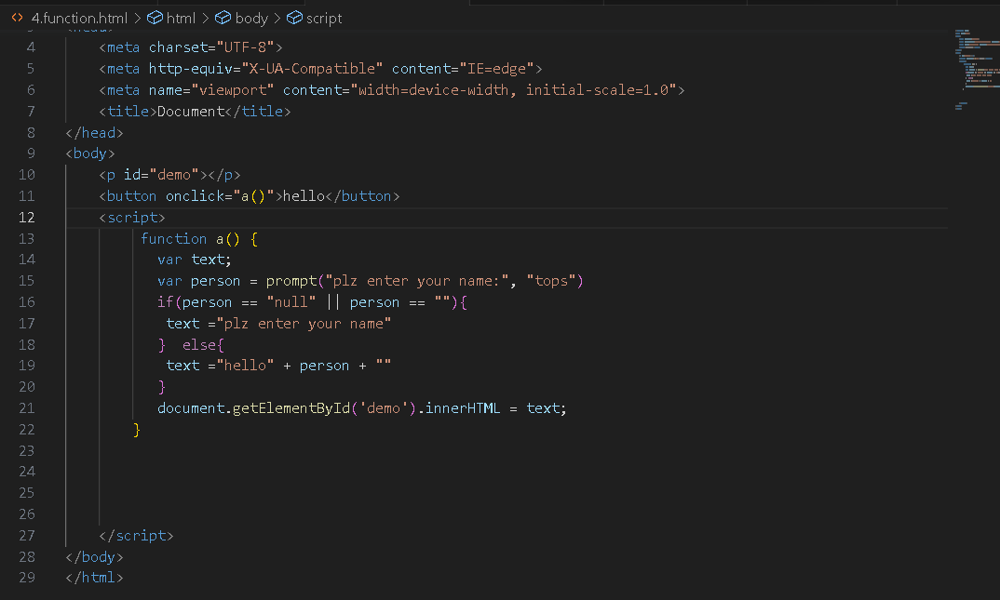 4.function.html > html > body > script
3 <head>
4 <meta charset="UTF-8">
5 <meta http-equiv="X-UA-Compatible" content="IE=edge">
6 <meta name="viewport" content="width=device-width, initial-scale=1.0">
7 <title>Document</title>
8 </head>
9 <body>
10 <p id="demo"></p>
11 <button onclick="a()">hello</button>
12 <script>
13 function a() {
14 var text;
15 var person = prompt("plz enter your name:", "tops")
16 if(person == "null" || person == ""){
17 text ="plz enter your name"
18 }  else{
19 text ="hello" + person + ""
20 }
21 document.getElementById('demo').innerHTML = text;
22 }
23
24
25
26
27 </script>
28 </body>
29 </html>